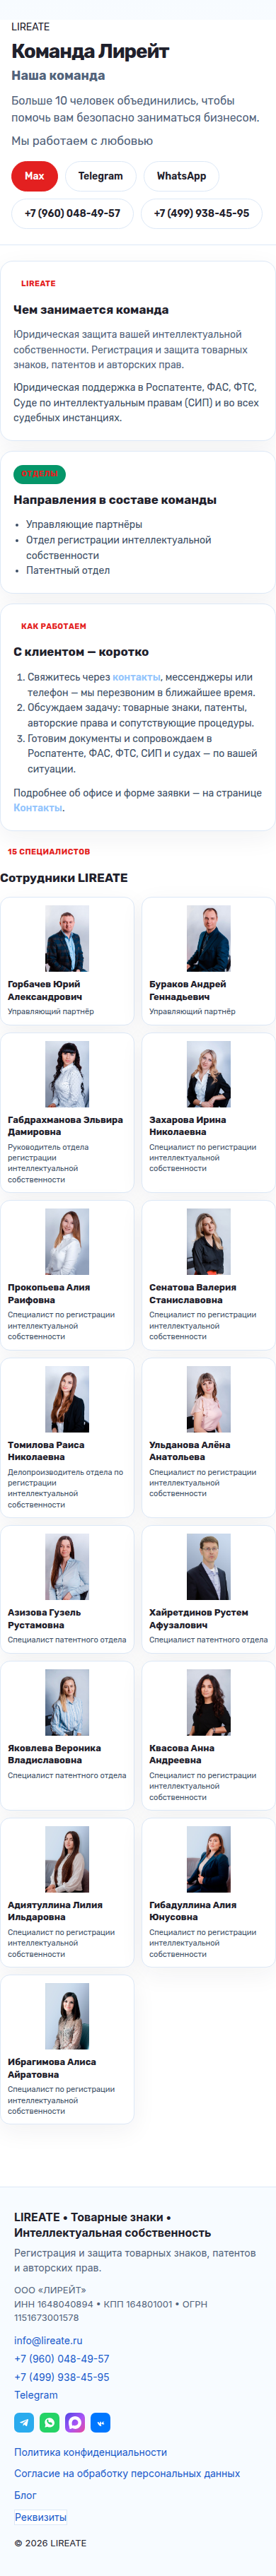 LIREATE
Команда Лирейт
Наша команда
Больше 10 человек объединились, чтобы
помочь вам безопасно заниматься бизнесом.
Мы работаем с любовью
Max
Telegram
WhatsApp
+7 (960) 048-49-57
+7 (499) 938-45-95
LIREATE
Чем занимается команда
Юридическая защита вашей интеллектуальной
собственности. Регистрация и защита товарных
знаков, патентов и авторских прав.
Юридическая поддержка в Роспатенте, ФАС, ФТС,
Суде по интеллектуальным правам (СИП) и во всех
судебных инстанциях.
ОТДЕЛЫ
Направления в составе команды
• Управляющие партнёры
• Отдел регистрации интеллектуальной
собственности
• Патентный отдел
КАК РАБОТАЕМ
С клиентом — коротко
1. Свяжитесь через контакты, мессенджеры или
телефон — мы перезвоним в ближайшее время.
2. Обсуждаем задачу: товарные знаки, патенты,
авторские права и сопутствующие процедуры.
3. Готовим документы и сопровождаем в
Роспатенте, ФАС, ФТС, СИП и судах — по вашей
ситуации.
Подробнее об офисе и форме заявки — на странице
Контакты.
15 СПЕЦИАЛИСТОВ
Сотрудники LIREATE
Горбачев Юрий
Александрович
Управляющий партнёр
Бураков Андрей
Геннадьевич
Управляющий партнёр
Габдрахманова Эльвира
Дамировна
Руководитель отдела
регистрации
интеллектуальной
собственности
Захарова Ирина
Николаевна
Специалист по регистрации
интеллектуальной
собственности
Прокопьева Алия
Раифовна
Специалист по регистрации
интеллектуальной
собственности
Сенатова Валерия
Станиславовна
Специалист по регистрации
интеллектуальной
собственности
Томилова Раиса
Николаевна
Делопроизводитель отдела по
регистрации
интеллектуальной
собственности
Ульданова Алёна
Анатольева
Специалист по регистрации
интеллектуальной
собственности
Азизова Гузель
Рустамовна
Специалист патентного отдела
Хайретдинов Рустем
Афузалович
Специалист патентного отдела
Яковлева Вероника
Владиславовна
Специалист патентного отдела
Квасова Анна
Андреевна
Специалист по регистрации
интеллектуальной
собственности
Адиятуллина Лилия
Ильдаровна
Специалист по регистрации
интеллектуальной
собственности
Гибадуллина Алия
Юнусовна
Специалист по регистрации
интеллектуальной
собственности
Ибрагимова Алиса
Айратовна
Специалист по регистрации
интеллектуальной
собственности
LIREATE • Товарные знаки •
Интеллектуальная собственность
Регистрация и защита товарных знаков, патентов
и авторских прав.
ООО «ЛИРЕЙТ»
ИНН 1648040894 • КПП 164801001 • ОГРН
1151673001578
info@lireate.ru
+7 (960) 048-49-57
+7 (499) 938-45-95
Telegram
Политика конфиденциальности
Согласие на обработку персональных данных
Блог
Реквизиты
© 2026 LIREATE